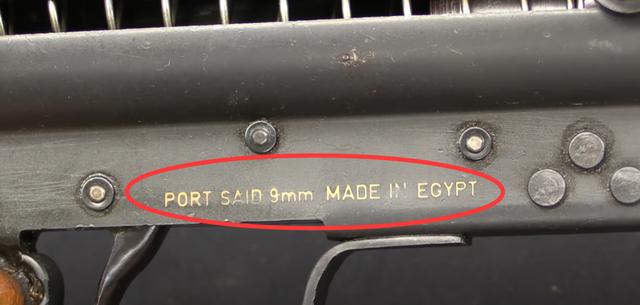 PORT SAID 9mm MADE IN EGYPT